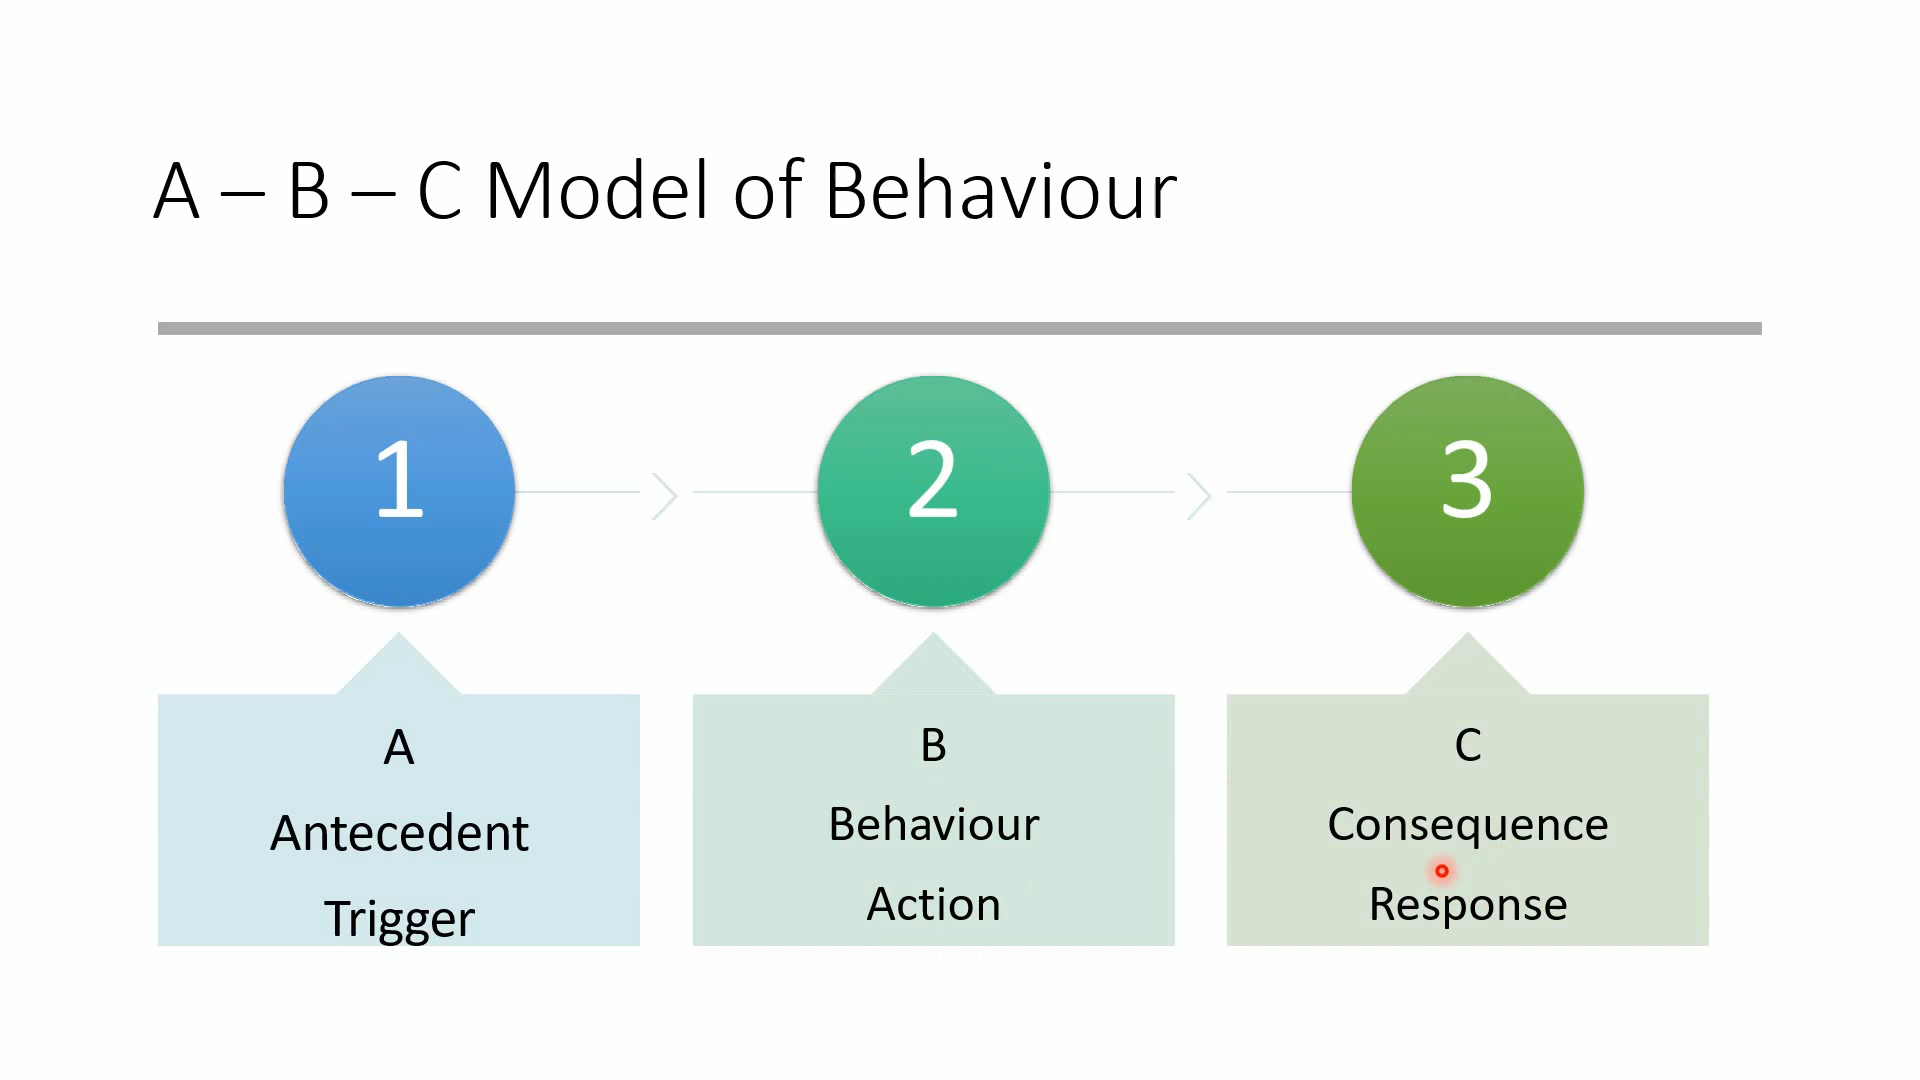 A – B – C Model of Behaviour
1
2
3
A
Antecedent
Trigger
B
Behaviour
Action
C
Consequence
Response